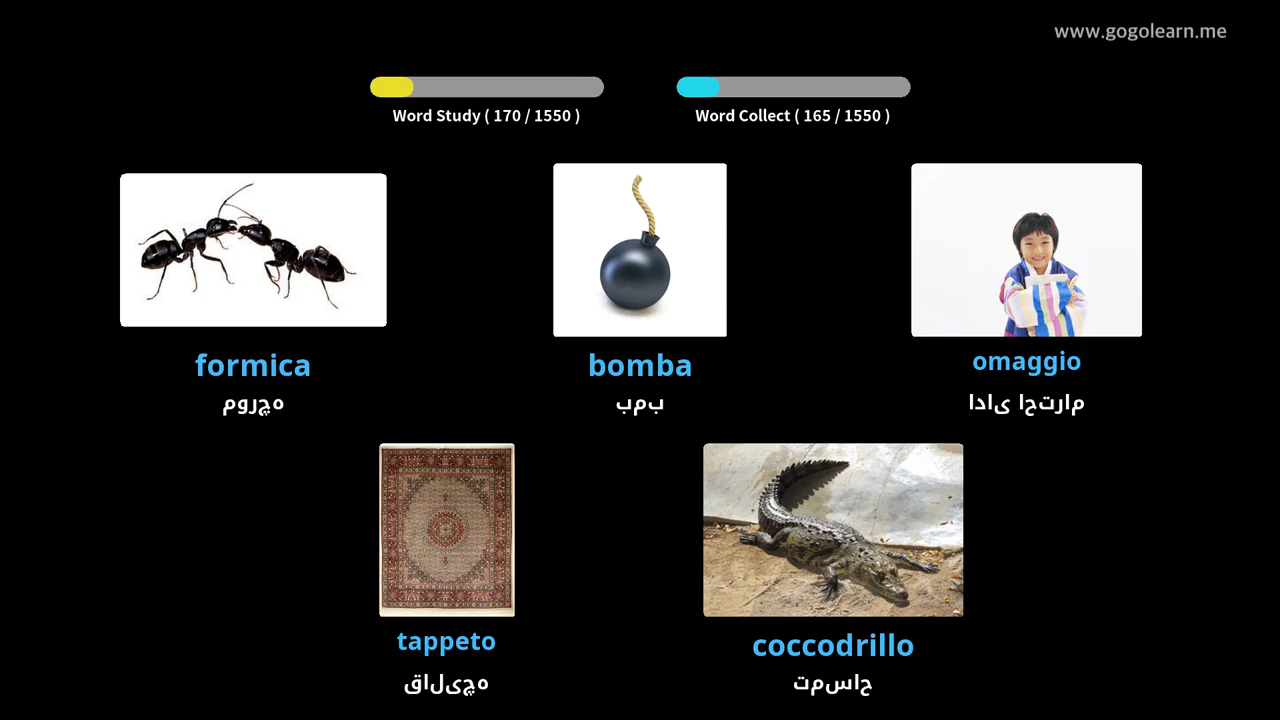 www.gogolearn.me
Word Study ( 170 / 1550 )
Word Collect ( 165 / 1550 )
formica
مورچه
bomba
بمب
omaggio
ادای احترام
tappeto
قالیچه
coccodrillo
تمساح